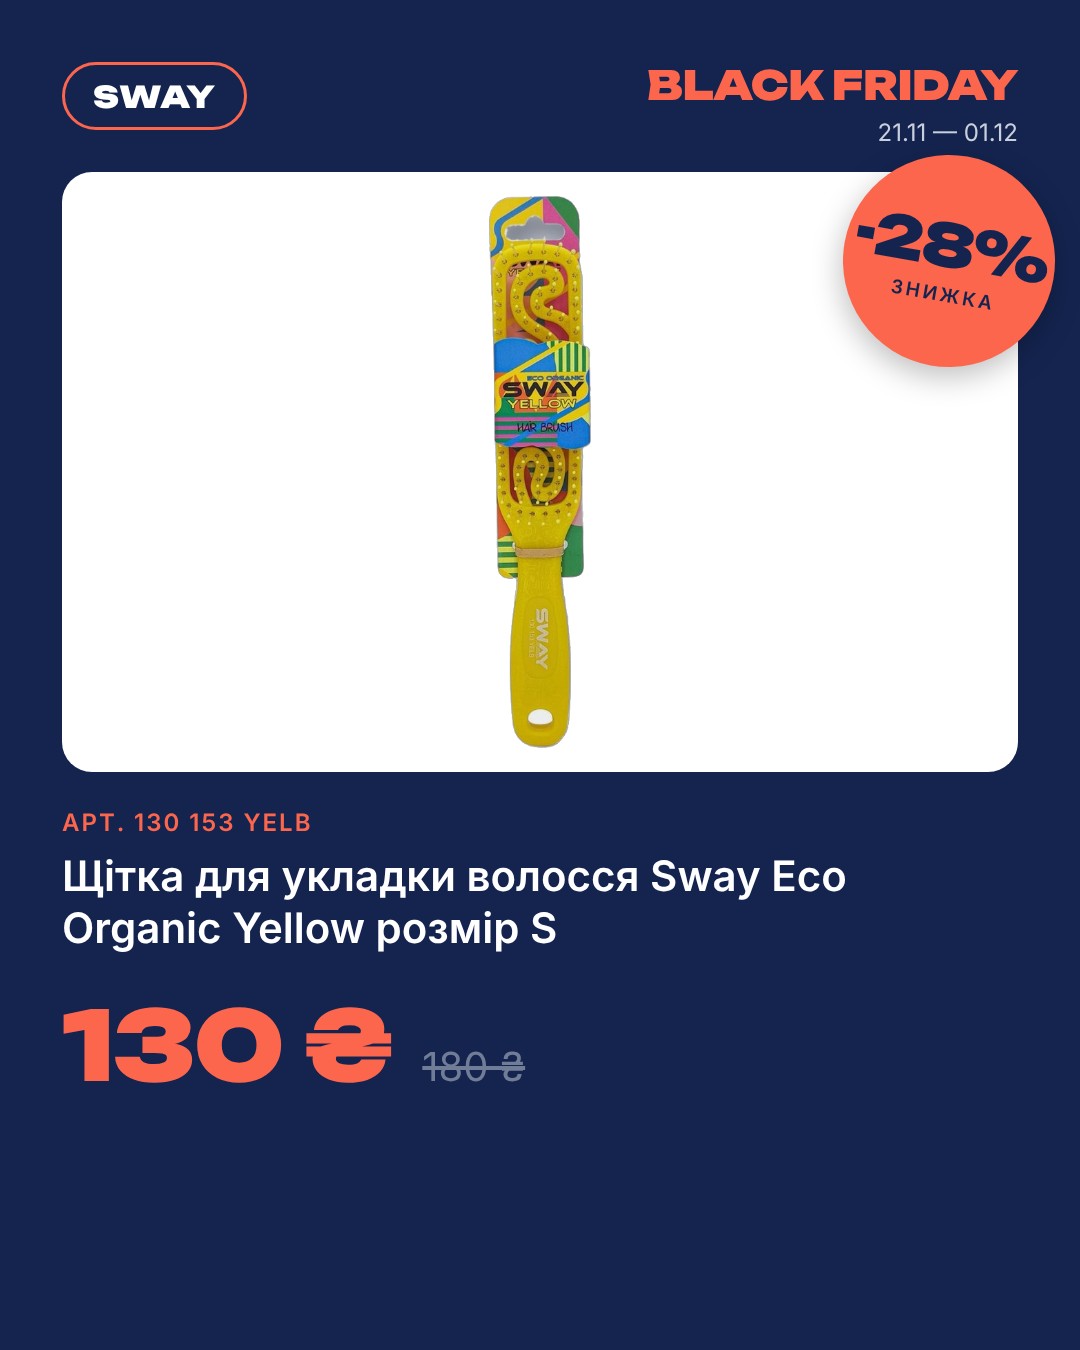 SWAY
BLACK FRIDAY
21.11 — 01.12
-28%
ЗНИЖКА
ECO ORGANIC
SWAY
YELLOW
HAIR BRUSH
SWAY
АРТ. 130 153 YELB
Щітка для укладки волосся Sway Eco
Organic Yellow розмір S
130 ₴
180 ₴